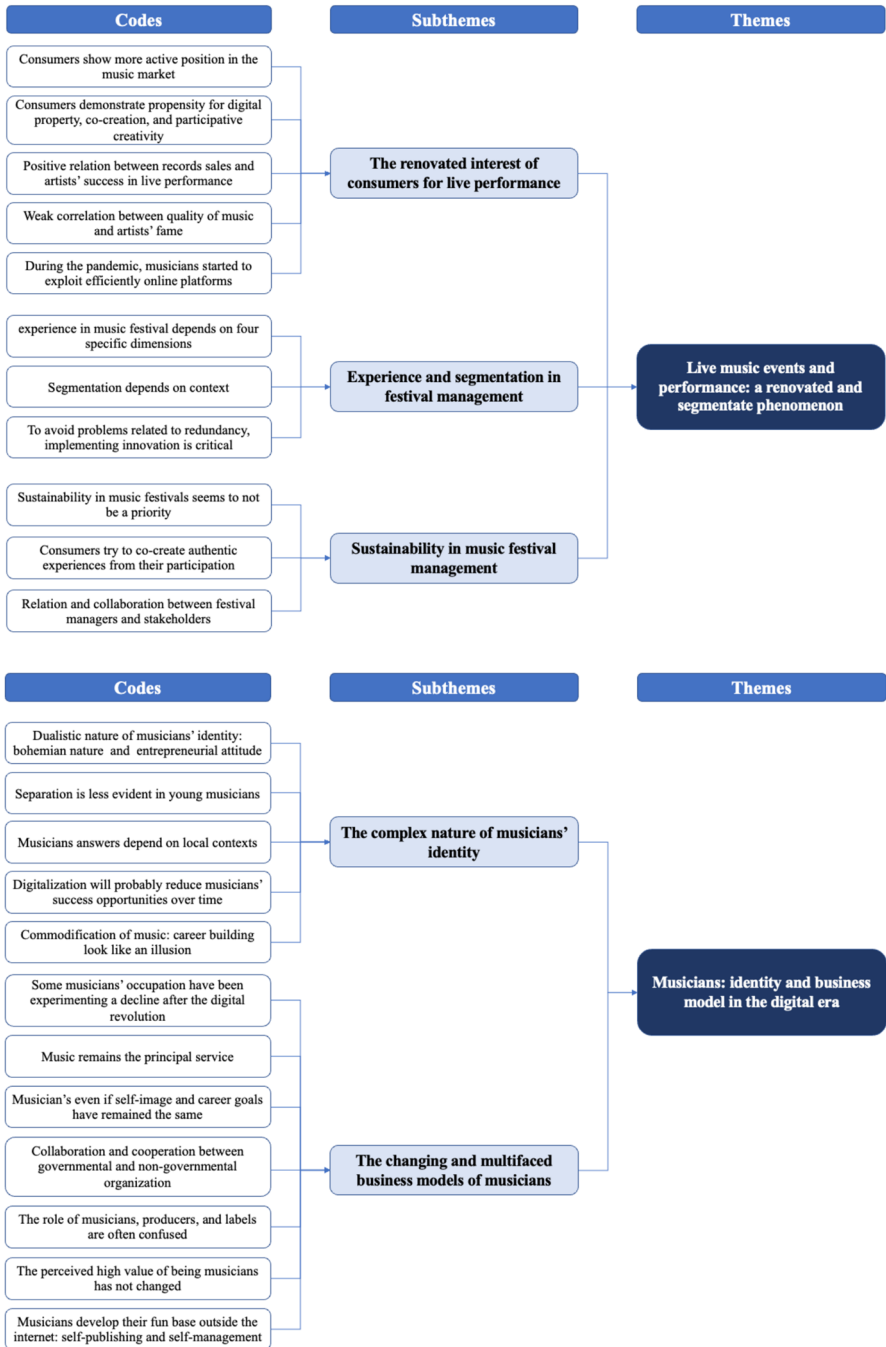 Codes
Subthemes
Themes
Consumers show more active position in the
music market
Consumers demonstrate propensity for digital
property, co-creation, and participative
creativity
Positive relation between records sales and
artists’ success in live performance
Weak correlation between quality of music
and artists’ fame
During the pandemic, musicians started to
exploit efficiently online platforms
The renovated interest of
consumers for live performance
experience in music festival depends on four
specific dimensions
Segmentation depends on context
To avoid problems related to redundancy,
implementing innovation is critical
Experience and segmentation in
festival management
Sustainability in music festivals seems to not
be a priority
Consumers try to co-create authentic
experiences from their participation
Relation and collaboration between festival
managers and stakeholders
Sustainability in music festival
management
Live music events and
performance: a renovated and
segmentate phenomenon
Codes
Subthemes
Themes
Dualistic nature of musicians’ identity:
bohemian nature and entrepreneurial attitude
Separation is less evident in young musicians
Musicians answers depend on local contexts
Digitalization will probably reduce musicians’
success opportunities over time
Commodification of music: career building
look like an illusion
The complex nature of musicians’
identity
Some musicians’ occupation have been
experimenting a decline after the digital
revolution
Music remains the principal service
Musician’s even if self-image and career goals
have remained the same
Collaboration and cooperation between
governmental and non-governmental
organization
The role of musicians, producers, and labels
are often confused
The perceived high value of being musicians
has not changed
Musicians develop their fun base outside the
internet: self-publishing and self-management
The changing and multifaced
business models of musicians
Musicians: identity and business
model in the digital era